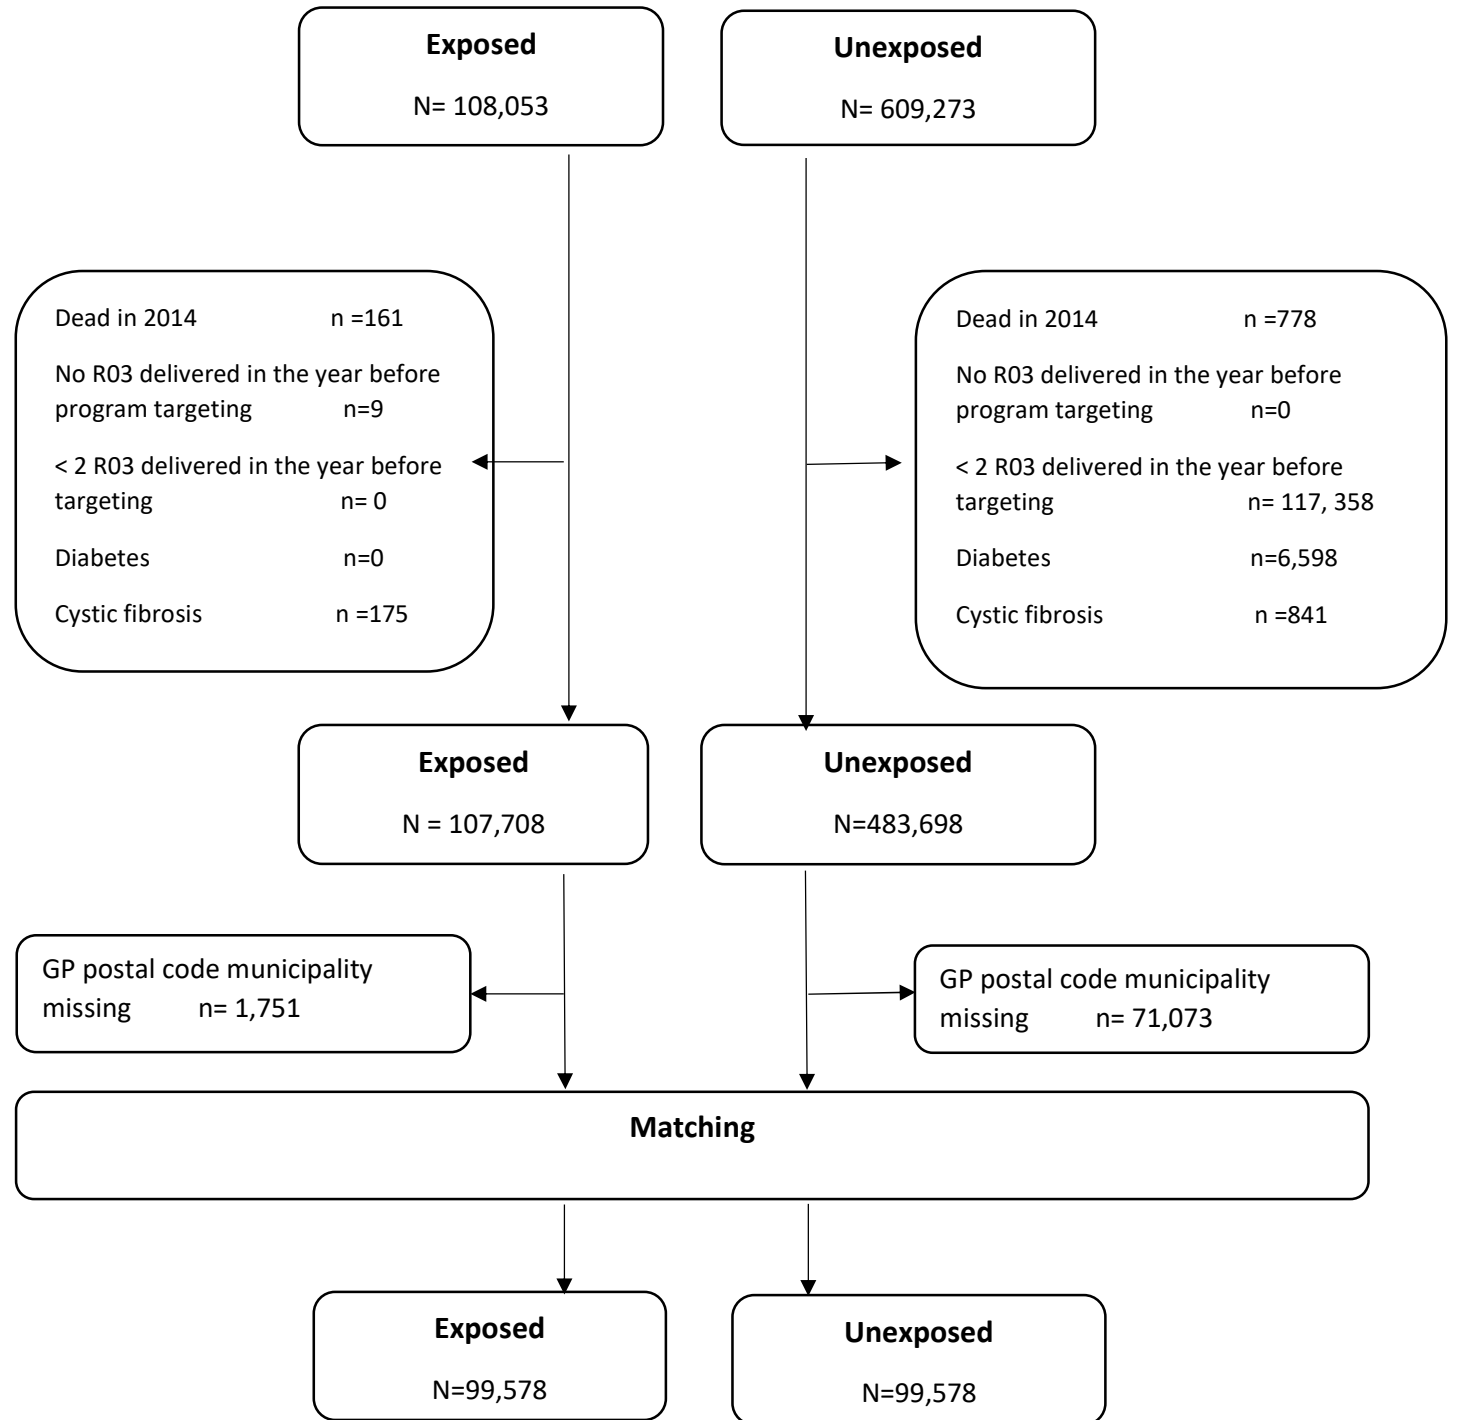 Exposed
N= 108,053
Unexposed
N= 609,273
Dead in 2014 n =161
No R03 delivered in the year before
program targeting n=9
< 2 R03 delivered in the year before
targeting n= 0
Diabetes n=0
Cystic fibrosis n =175
Dead in 2014 n =778
No R03 delivered in the year before
program targeting n=0
< 2 R03 delivered in the year before
targeting n= 117, 358
Diabetes n=6,598
Cystic fibrosis n =841
Exposed
N = 107,708
Unexposed
N=483,698
GP postal code municipality
missing n= 1,751
GP postal code municipality
missing n= 71,073
Matching
Exposed
N=99,578
Unexposed
N=99,578